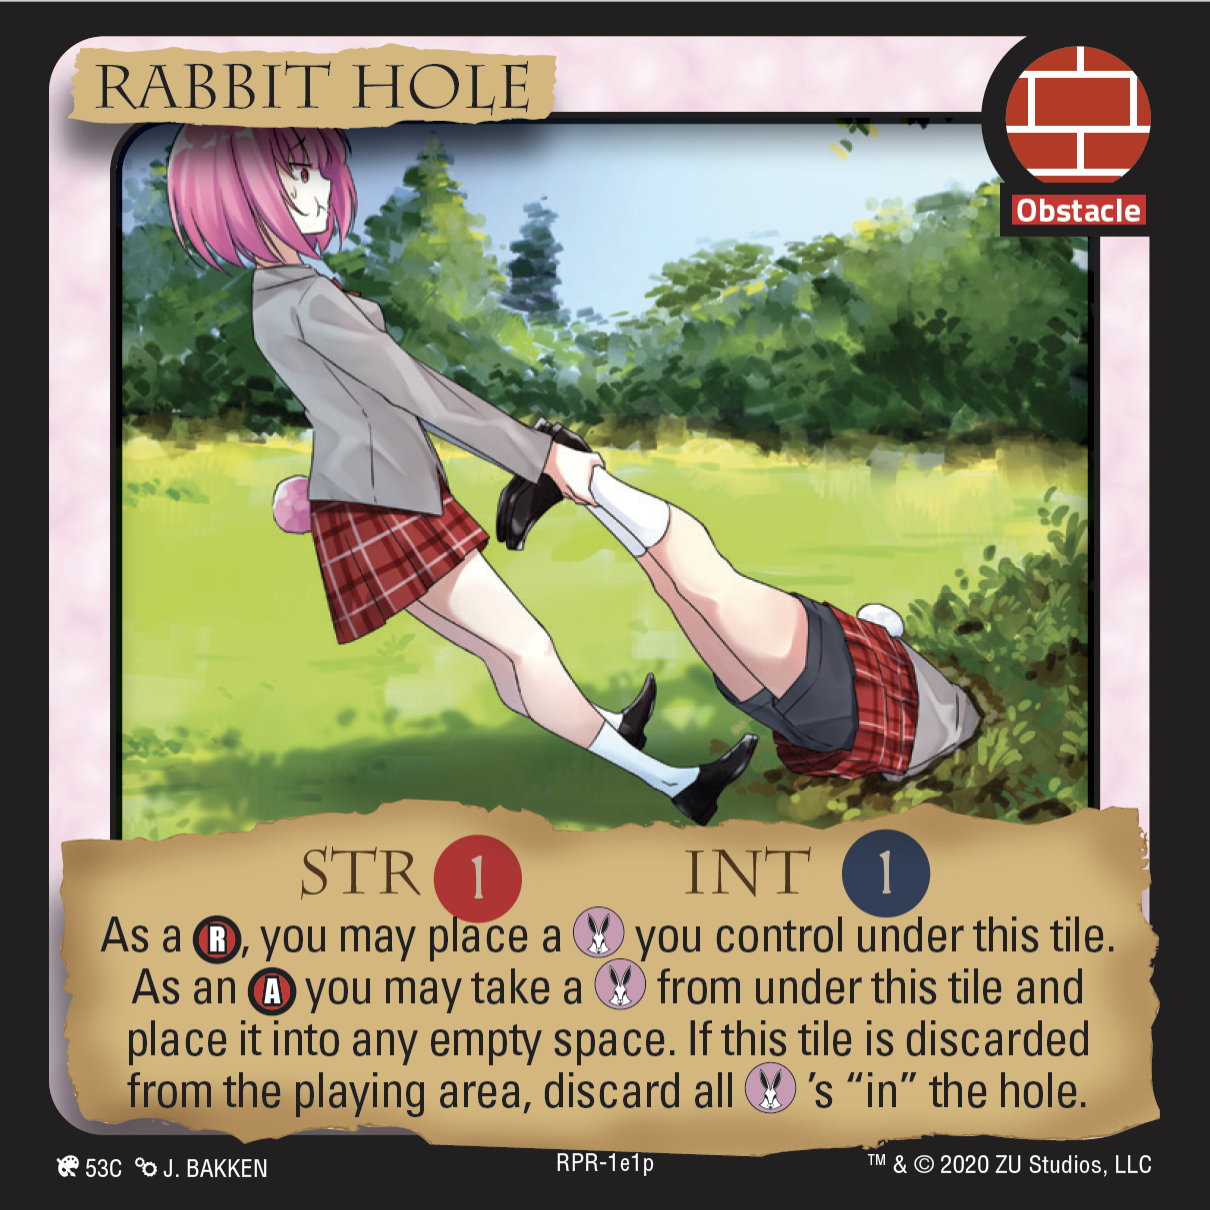 RABBIT HOLE
Obstacle
STR 1 INT 1
As a R, you may place a you control under this tile.
As an A you may take a from under this tile and
place it into any empty space. If this tile is discarded
from the playing area, discard all 's “in” the hole.
53C J. BAKKEN RPR-1e1p ™ & © 2020 ZU Studios, LLC